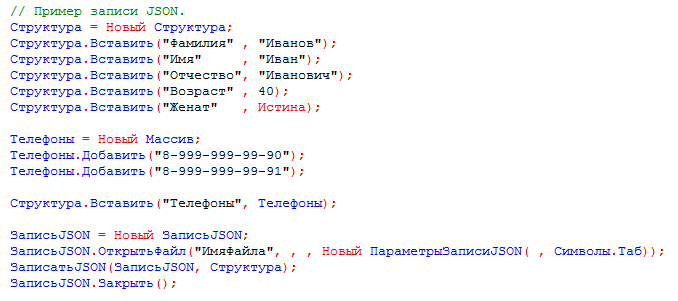 // Пример записи JSON.
Структура = Новый Структура;
Структура.Вставить("Фамилия" , "Иванов");
Структура.Вставить("Имя"     , "Иван");
Структура.Вставить("Отчество", "Иванович");
Структура.Вставить("Возраст" , 40);
Структура.Вставить("Женат"   , Истина);
Телефоны = Новый Массив;
Телефоны.Добавить("8-999-999-99-90");
Телефоны.Добавить("8-999-999-99-91");
Структура.Вставить("Телефоны", Телефоны);
ЗаписьJSON = Новый ЗаписьJSON;
ЗаписьJSON.ОткрытьФайл("ИмяФайла", , , Новый ПараметрыЗаписиJSON( , Символы.Таб));
ЗаписатьJSON(ЗаписьJSON, Структура);
ЗаписьJSON.Закрыть();